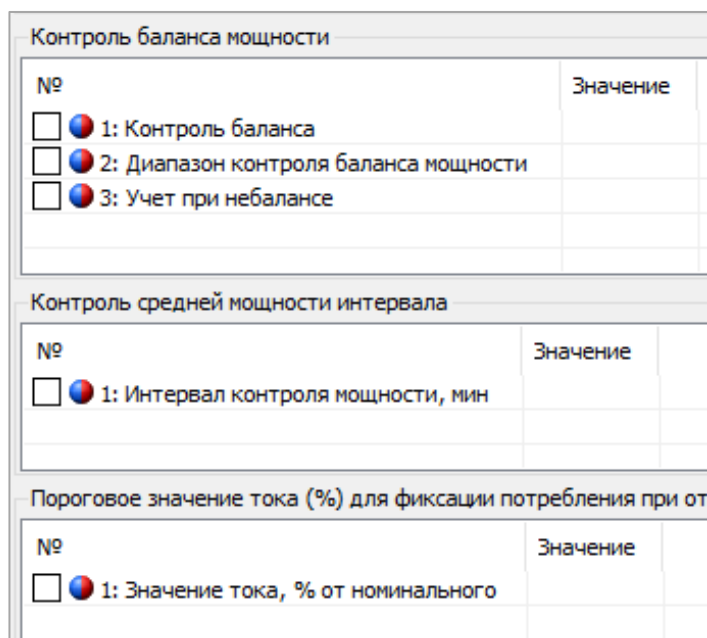 Контроль баланса мощности
№ Значение
1: Контроль баланса
2: Диапазон контроля баланса мощности
3: Учет при небалансе
Контроль средней мощности интервала
№ Значение
1: Интервал контроля мощности, мин
Пороговое значение тока (%) для фиксации потребления при от
№ Значение
1: Значение тока, % от номинального